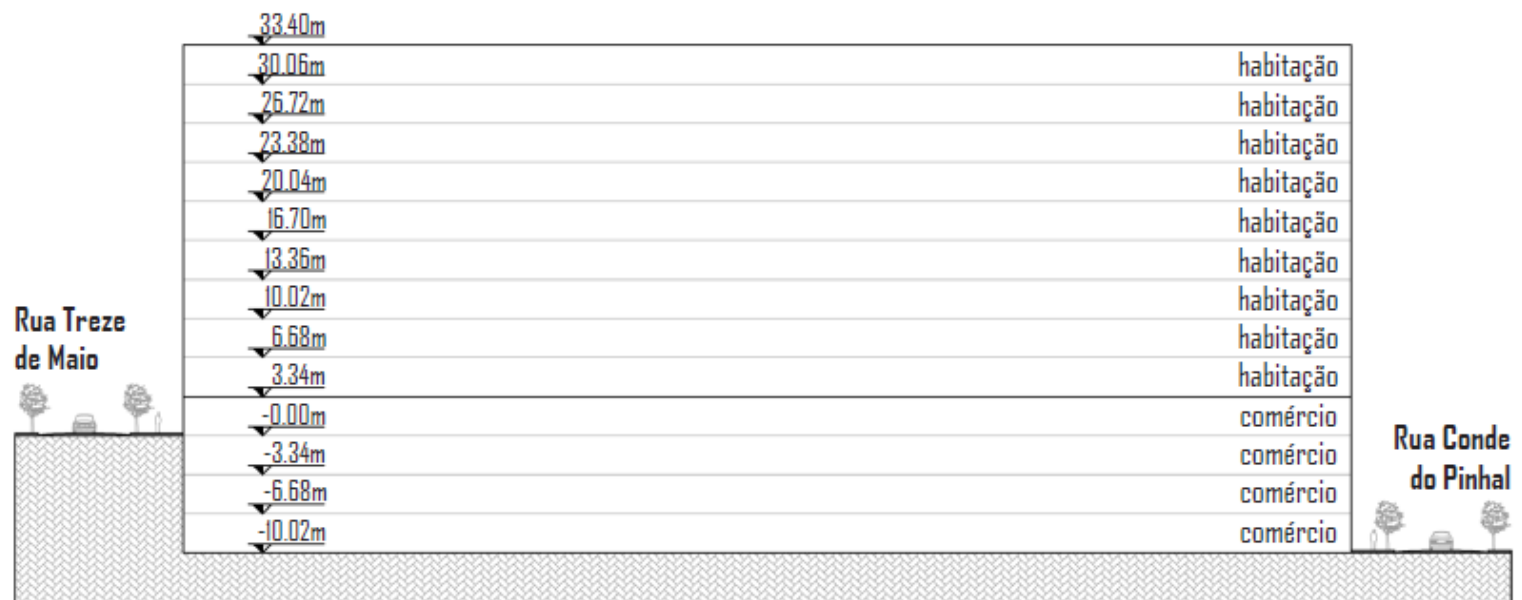 33.40m
30.06m habitação
26.72m habitação
23.38m habitação
20.04m habitação
16.70m habitação
13.36m habitação
10.02m habitação
6.68m habitação
3.34m habitação
-0.00m comércio
-3.34m comércio
-6.68m comércio
-10.02m comércio
Rua Treze
de Maio
Rua Conde
do Pinhal